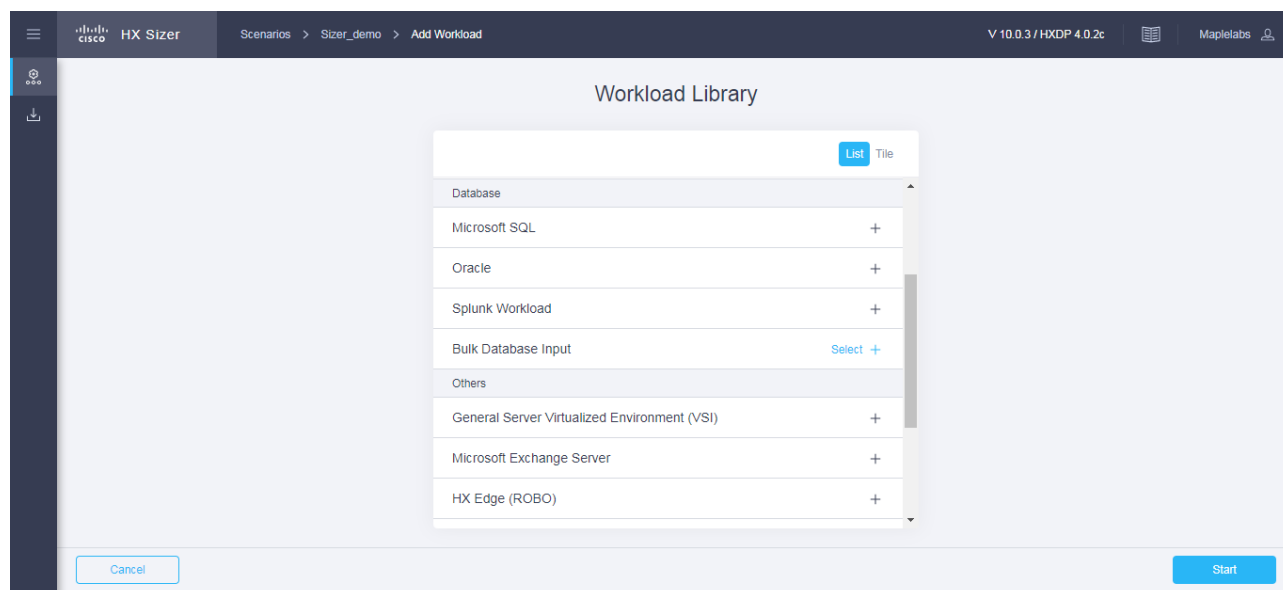 cisco HX Sizer Scenarios > Sizer_demo > Add Workload V 10.0.3 / HXDP 4.0.2c Maplelabs
Workload Library
List Tile
Database
Microsoft SQL +
Oracle +
Splunk Workload +
Bulk Database Input Select +
Others
General Server Virtualized Environment (VSI) +
Microsoft Exchange Server +
HX Edge (ROBO) +
Cancel Start